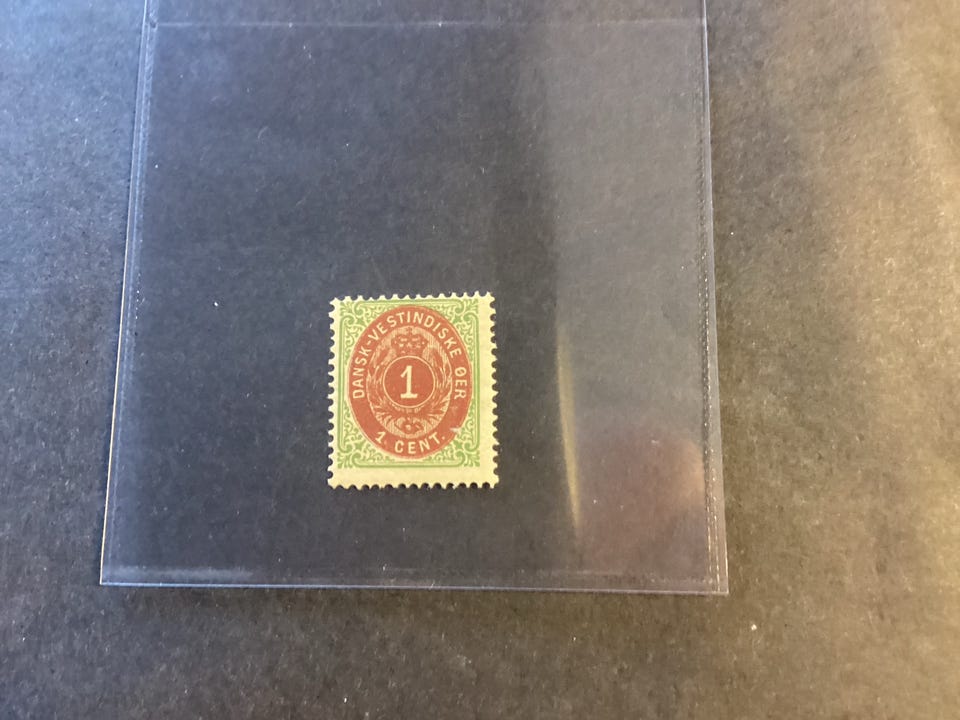 DANSK-VESTINDISKE ØER
1
1. CENT.